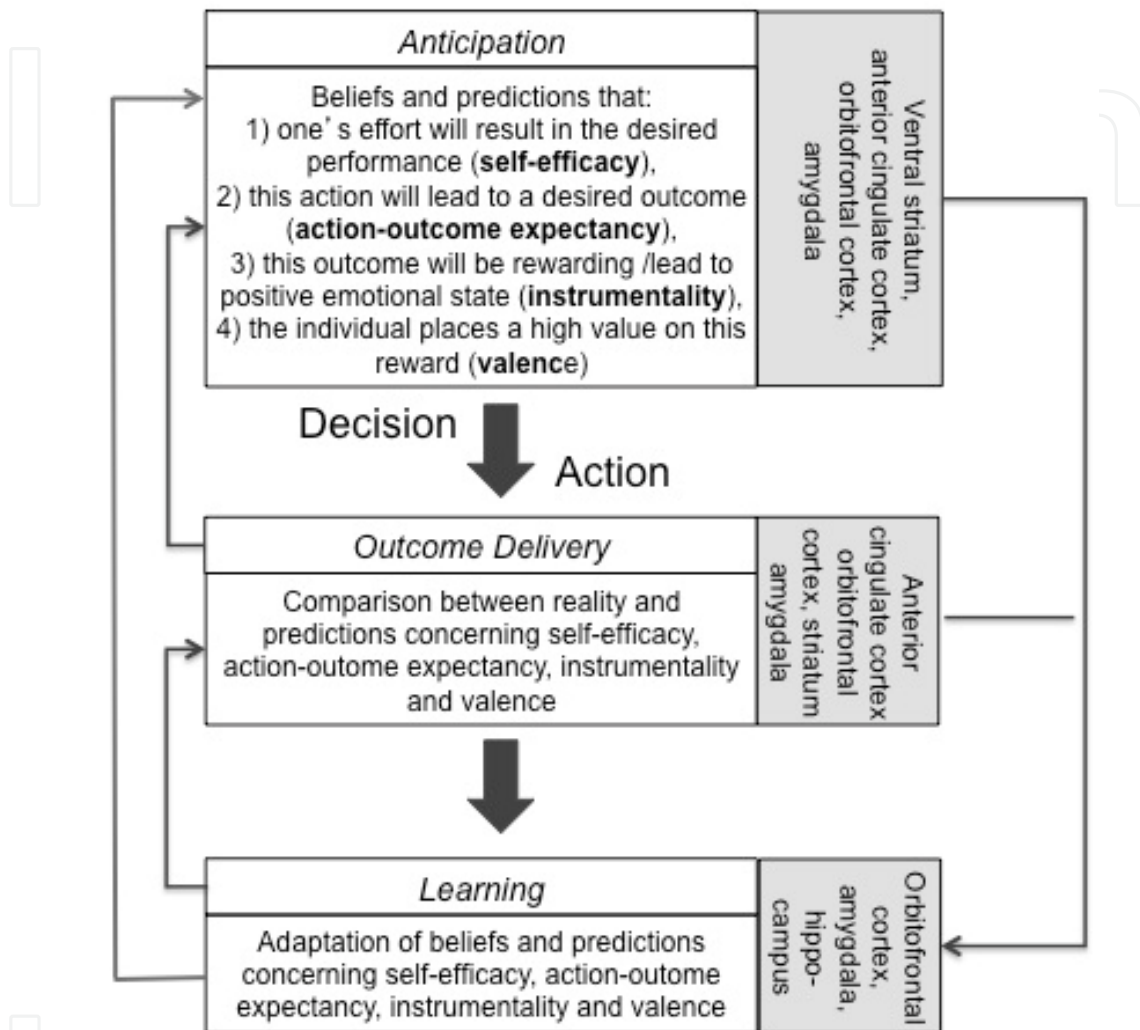 Anticipation
Beliefs and predictions that:
1) one's effort will result in the desired
performance (self-efficacy),
2) this action will lead to a desired outcome
(action-outcome expectancy),
3) this outcome will be rewarding /lead to
positive emotional state (instrumentality),
4) the individual places a high value on this
reward (valence)
Ventral striatum,
anterior cingulate cortex,
orbitofrontal cortex,
amygdala
Decision
Action
Outcome Delivery
Comparison between reality and
predictions concerning self-efficacy,
action-outome expectancy, instrumentality
and valence
Anterior
cingulate cortex
orbitofrontal
cortex, striatum
amygdala
Learning
Adaptation of beliefs and predictions
concerning self-efficacy, action-outome
expectancy, instrumentality and valence
Orbitofrontal
cortex,
amygdala,
hippo-
campus